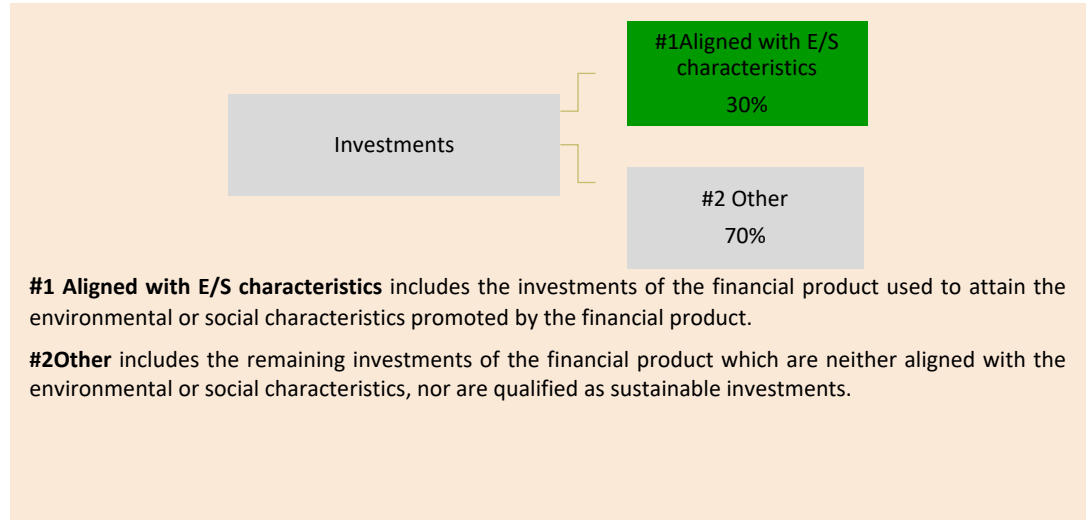 #1Aligned with E/S
characteristics
30%
Investments
#2 Other
70%
#1 Aligned with E/S characteristics includes the investments of the financial product used to attain the
environmental or social characteristics promoted by the financial product.
#2Other includes the remaining investments of the financial product which are neither aligned with the
environmental or social characteristics, nor are qualified as sustainable investments.